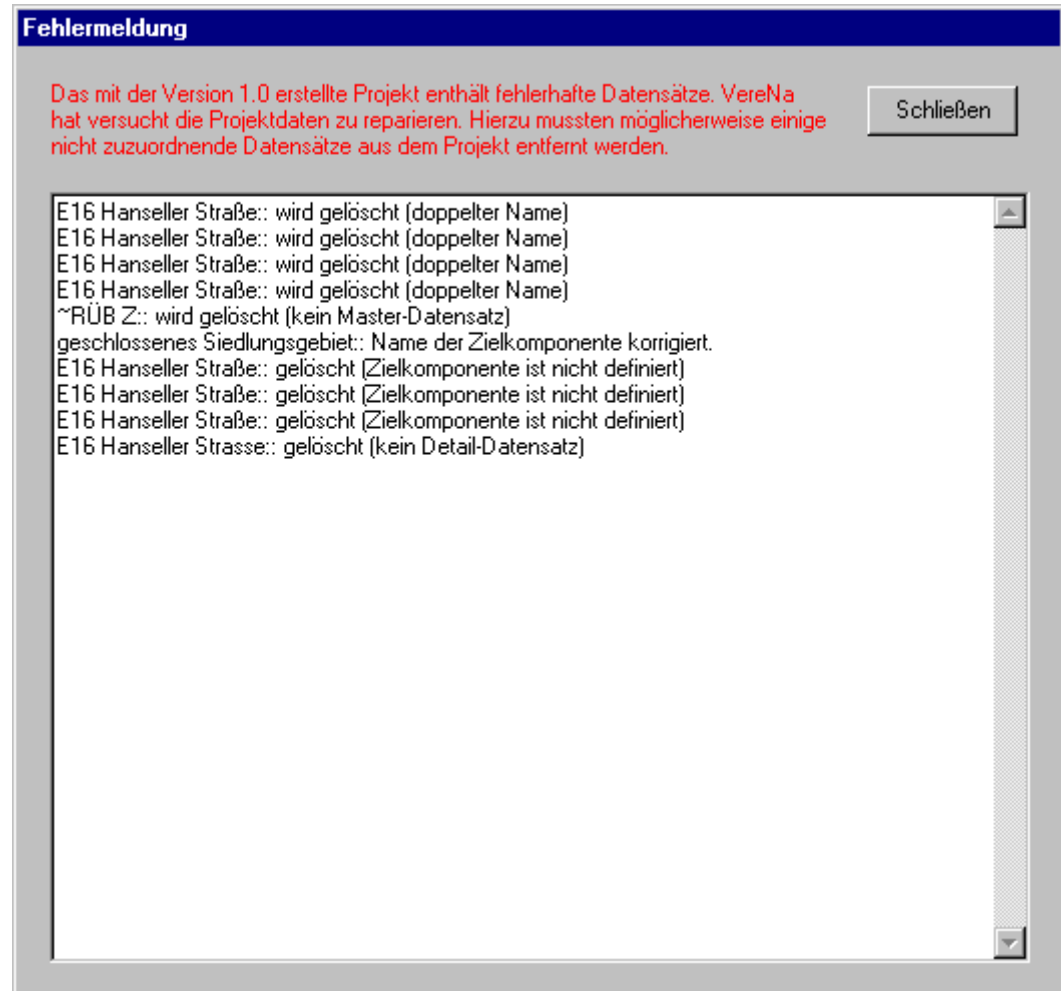 Fehlermeldung
Das mit der Version 1.0 erstellte Projekt enthält fehlerhafte Datensätze. VereNa
hat versucht die Projektdaten zu reparieren. Hierzu mussten möglicherweise einige
nicht zuzuordnende Datensätze aus dem Projekt entfernt werden.
Schließen
E16 Hanseller Straße:: wird gelöscht (doppelter Name)
E16 Hanseller Straße:: wird gelöscht (doppelter Name)
E16 Hanseller Straße:: wird gelöscht (doppelter Name)
E16 Hanseller Straße:: wird gelöscht (doppelter Name)
~RÜB Z:: wird gelöscht (kein Master-Datensatz)
geschlossenes Siedlungsgebiet:: Name der Zielkomponente korrigiert.
E16 Hanseller Straße:: gelöscht (Zielkomponente ist nicht definiert)
E16 Hanseller Straße:: gelöscht (Zielkomponente ist nicht definiert)
E16 Hanseller Straße:: gelöscht (Zielkomponente ist nicht definiert)
E16 Hanseller Strasse:: gelöscht (kein Detail-Datensatz)